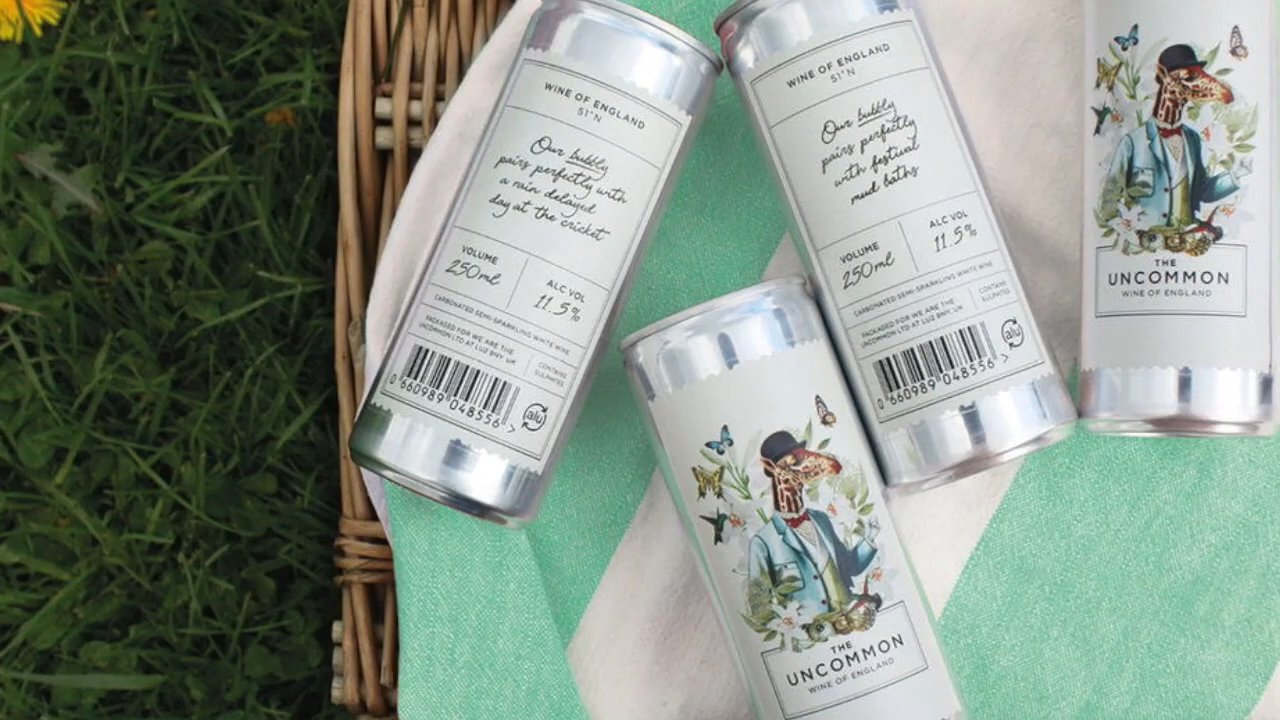 WINE OF ENGLAND
51°N
Our bubbly
pairs perfectly with
a rain delayed
day at the cricket
VOLUME
250ml
ALC VOL
11.5%
CARBONATED SEMI-SPARKLING WHITE WINE
PACKAGED FOR WE ARE THE
UNCOMMON LTD AT LU2 8NY, UK
CONTAINS
SULPHITES
0 660989 048556 >
alu
WINE OF ENGLAND
51°N
Our bubbly
pairs perfectly
with festival
mud baths
VOLUME
250ml
ALC VOL
11.5%
CARBONATED SEMI-SPARKLING WHITE WINE
PACKAGED FOR WE ARE THE
UNCOMMON LTD AT LU2 8NY, UK
CONTAINS
SULPHITES
0 660989 048556 >
alu
THE
UNCOMMON
WINE OF ENGLAND
THE
UNCOMMON
WINE OF ENGLAND